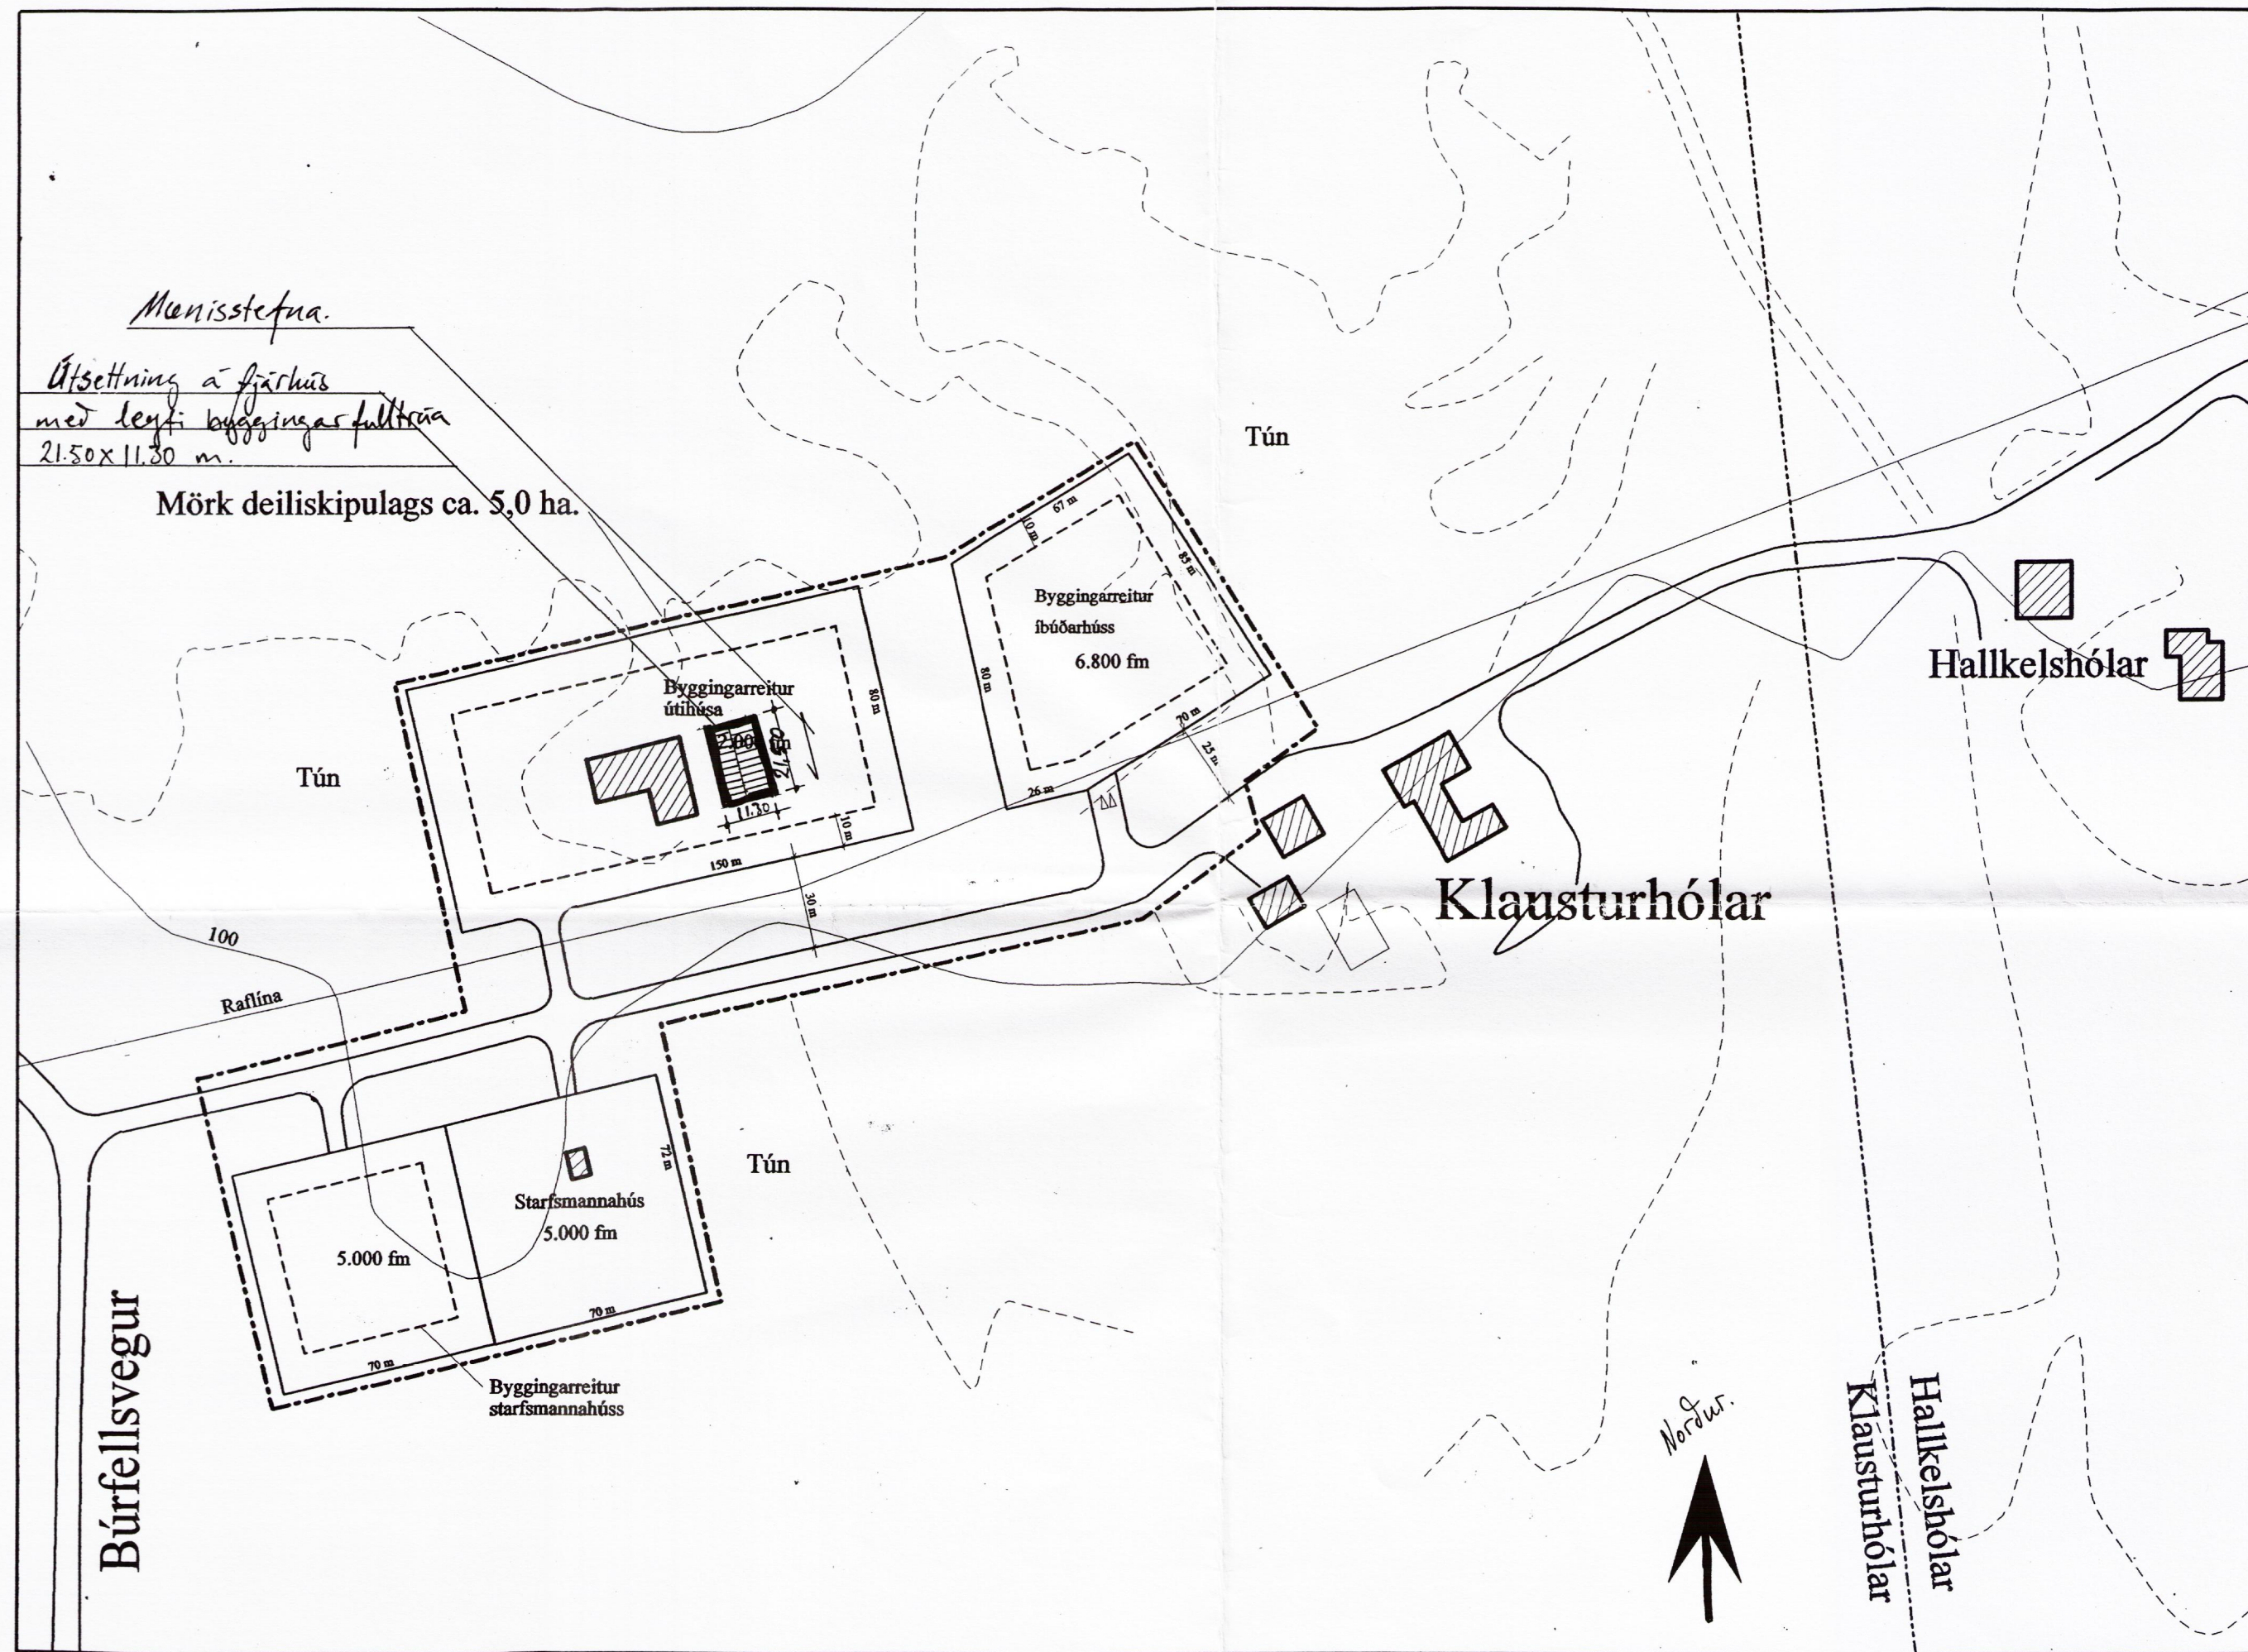 Mænisstefna.
Útsettning á fjárhús
með leyfi byggingarfulltrúa
21.50 x 11.30 m.
Mörk deiliskipulags ca. 5,0 ha.
Tún
67 m
10 m
85 m
Byggingarreitur
íbúðarhúss
6.800 fm
80 m
70 m
25 m
26 m
Hallkelshólar
Byggingarreitur
útihúsa
80 m
21.50
11.30
10 m
150 m
30 m
Tún
Klausturhólar
100
Raflína
Tún
72 m
Starfsmannahús
5.000 fm
5.000 fm
70 m
70 m
Byggingarreitur
starfsmannahúss
Búrfellsvegur
Norður.
Klausturhólar
Hallkelshólar